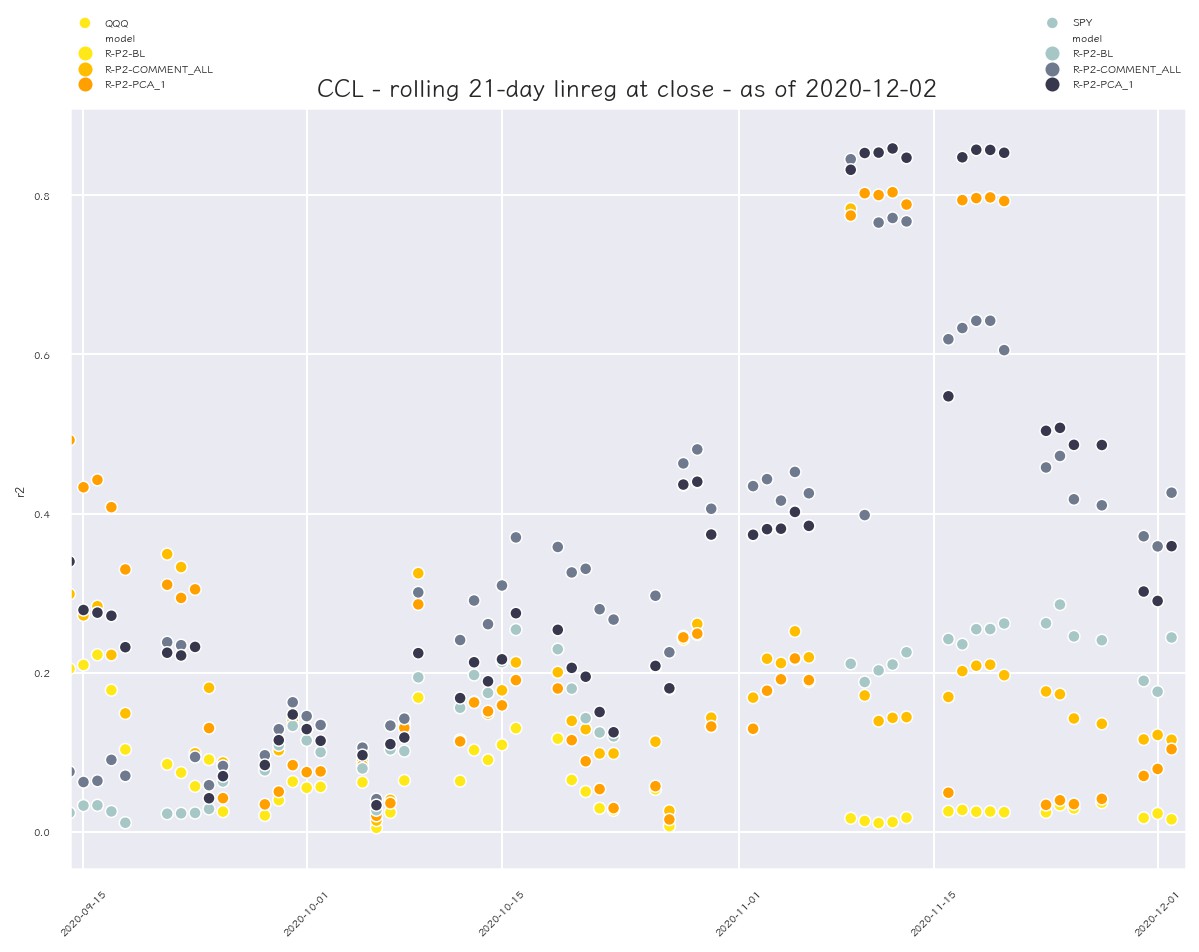 QQQ
model
R-P2-BL
R-P2-COMMENT_ALL
R-P2-PCA_1
SPY
model
R-P2-BL
R-P2-COMMENT_ALL
R-P2-PCA_1
CCL - rolling 21-day linreg at close - as of 2020-12-02
r2
0.8
0.6
0.4
0.2
0.0
2020-09-15
2020-10-01
2020-10-15
2020-11-01
2020-11-15
2020-12-01